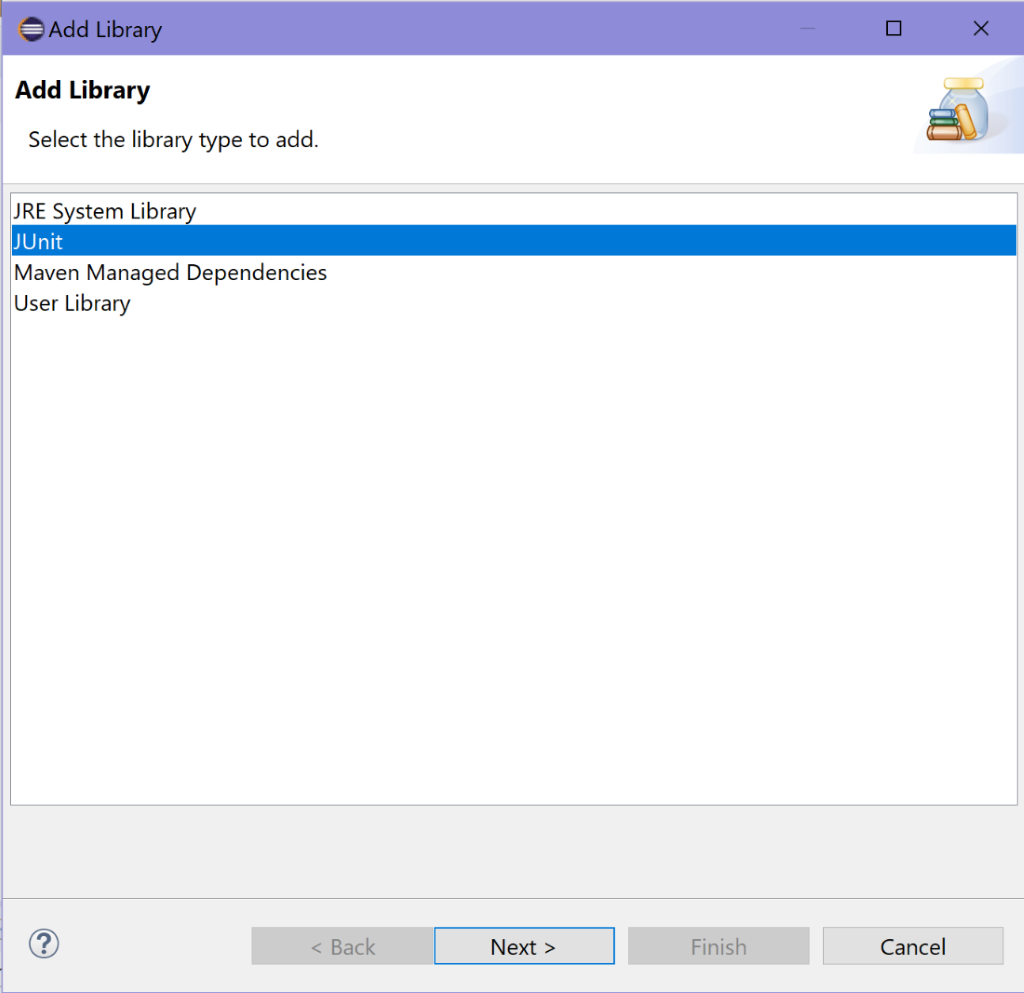 Add Library
Add Library
Select the library type to add.
JRE System Library
JUnit
Maven Managed Dependencies
User Library
?
< Back Next > Finish Cancel